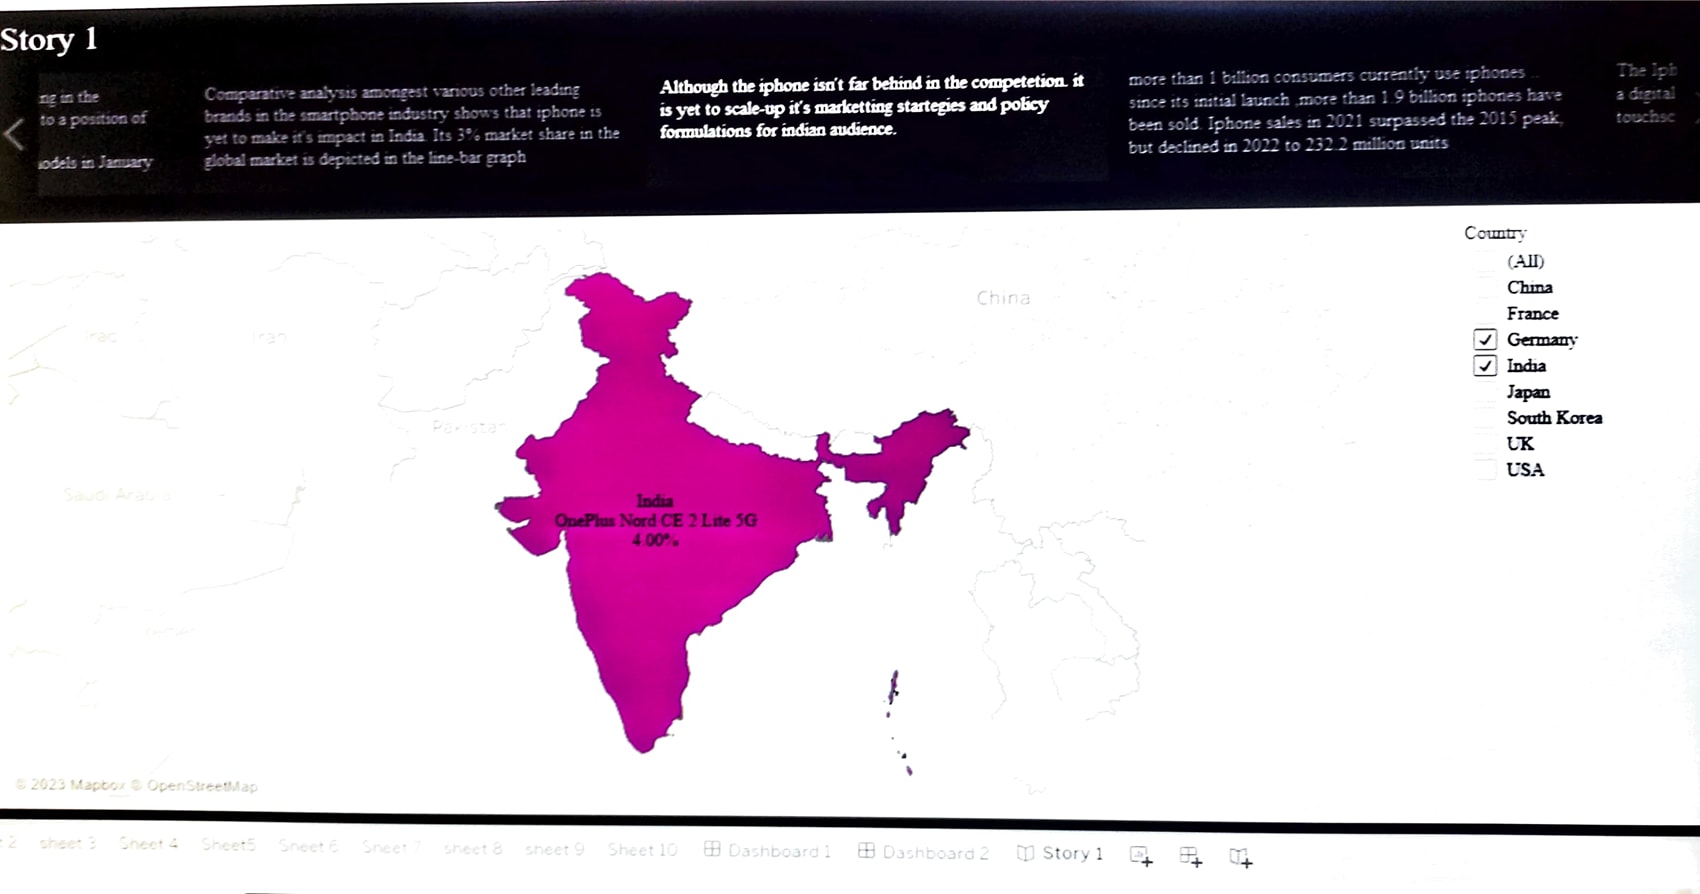 Story 1
ng in the
to a position of
odels in January
Comparative analysis amongest various other leading
brands in the smartphone industry shows that iphone is
yet to make it's impact in India. Its 3% market share in the
global market is depicted in the line-bar graph
Although the iphone isn't far behind in the competetion. it
is yet to scale-up it's marketting startegies and policy
formulations for indian audience.
more than 1 billion consumers currently use iphones ..
since its initial launch ,more than 1.9 billion iphones have
been sold. Iphone sales in 2021 surpassed the 2015 peak,
but declined in 2022 to 232.2 million units
The Iph
a digital
touchsc
Country
(All)
China
France
Germany
India
Japan
South Korea
UK
USA
China
Iraq
Iran
Pakistan
Saudi Arabia
India
OnePlus Nord CE 2 Lite 5G
4.00%
© 2023 Mapbox © OpenStreetMap
2 sheet 3 Sheet 4 Sheet5 Sheet 6 Sheet 7 sheet 8 sheet 9 Sheet 10 Dashboard 1 Dashboard 2 Story 1